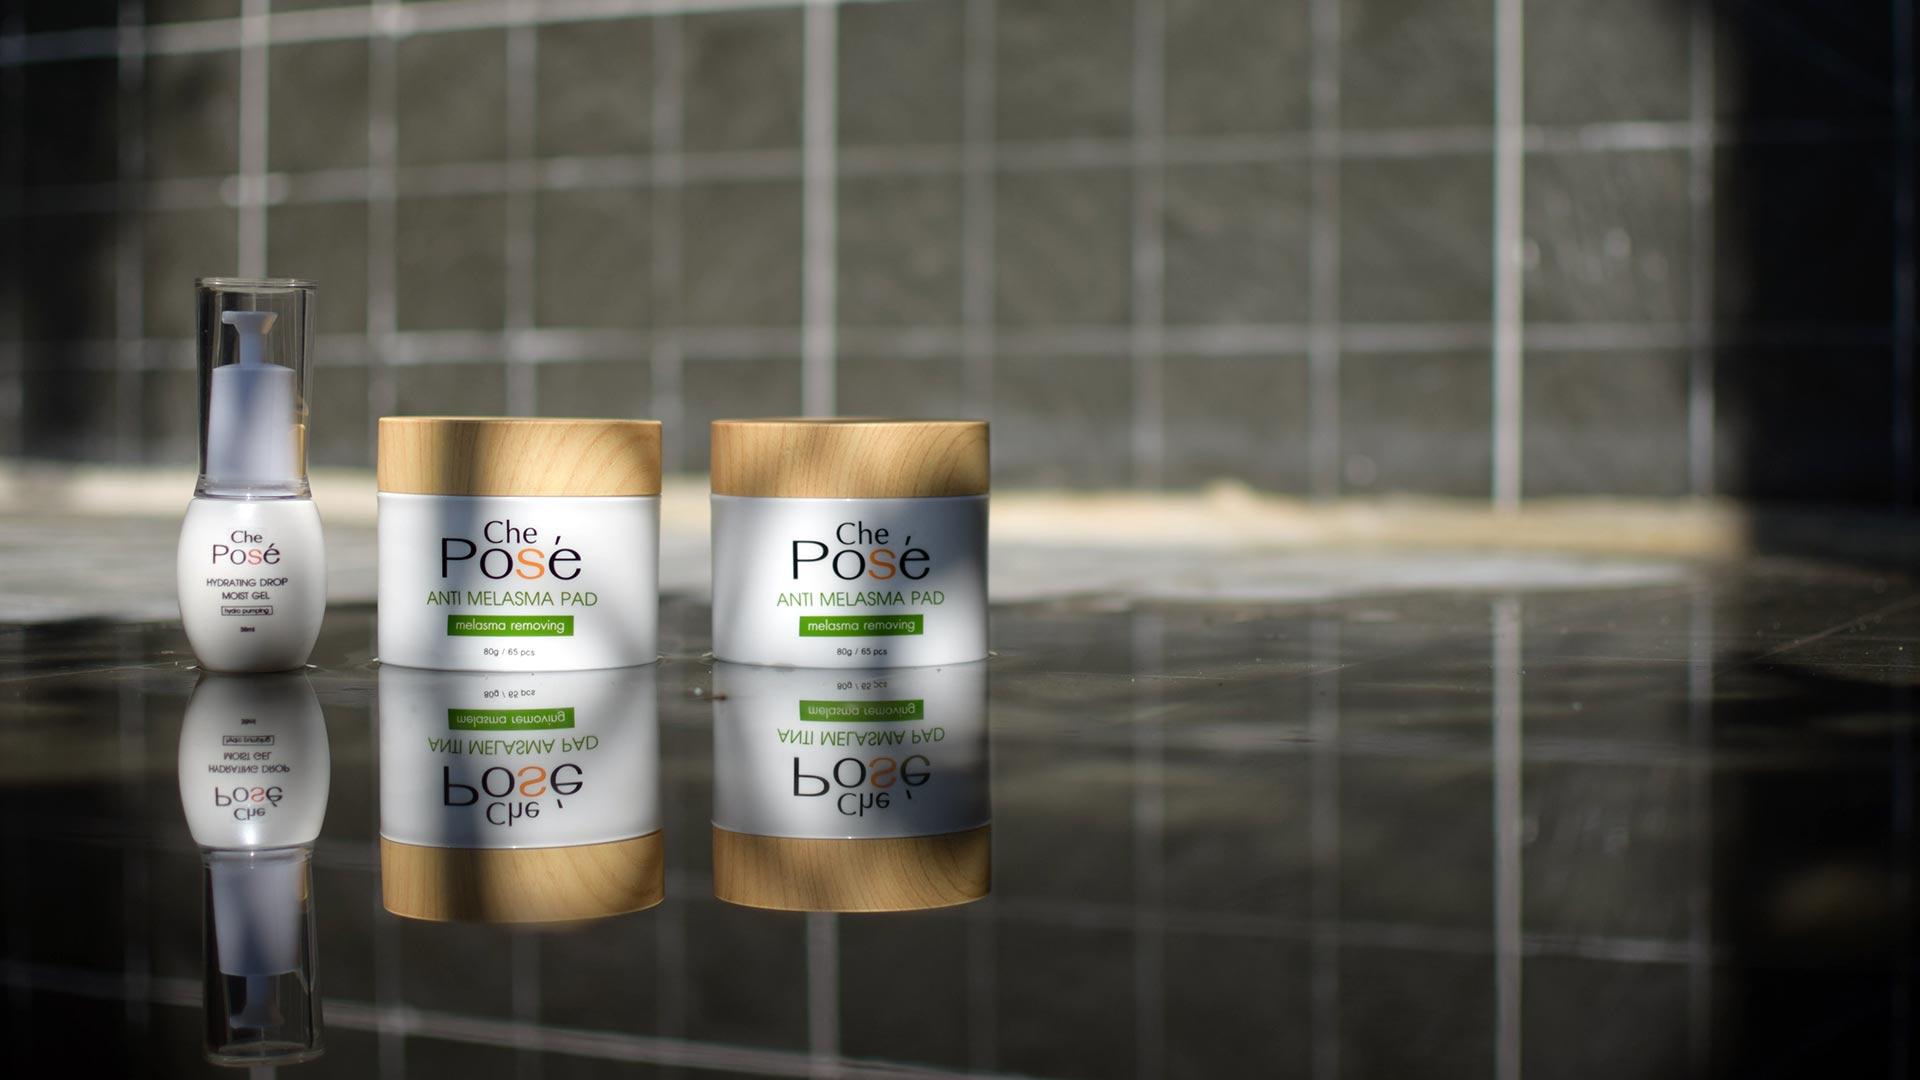 Che
Posé
HYDRATING DROP
MOIST GEL
hydro pumping
36ml
Che
Posé
ANTI MELASMA PAD
melasma removing
80g / 65 pcs
Che
Posé
ANTI MELASMA PAD
melasma removing
80g / 65 pcs